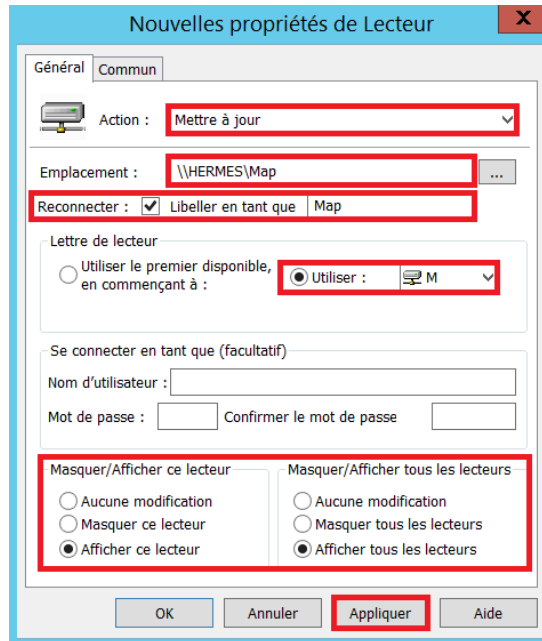 Nouvelles propriétés de Lecteur
X
Général Commun
Action : Mettre à jour
Emplacement : \\HERMES\Map ...
Reconnecter : Libeller en tant que Map
Lettre de lecteur
Utiliser le premier disponible,
en commençant à :
Utiliser : M
Se connecter en tant que (facultatif)
Nom d'utilisateur :
Mot de passe : Confirmer le mot de passe
Masquer/Afficher ce lecteur Masquer/Afficher tous les lecteurs
Aucune modification Aucune modification
Masquer ce lecteur Masquer tous les lecteurs
Afficher ce lecteur Afficher tous les lecteurs
OK Annuler Appliquer Aide